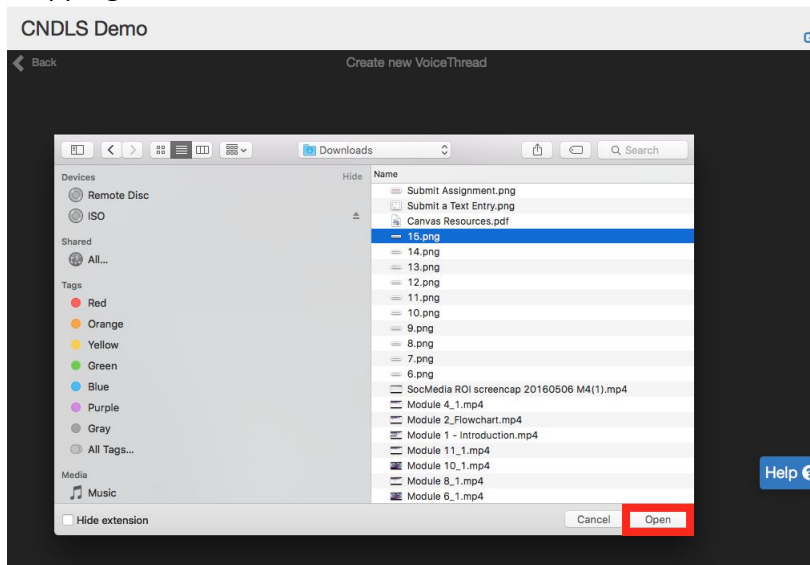 CNDLS Demo
Back
Create new VoiceThread
Downloads
Search
Devices
Hide
Remote Disc
ISO
Shared
All...
Tags
Red
Orange
Yellow
Green
Blue
Purple
Gray
All Tags...
Media
Music
Name
Submit Assignment.png
Submit a Text Entry.png
Canvas Resources.pdf
15.png
14.png
13.png
12.png
11.png
10.png
9.png
8.png
7.png
6.png
SocMedia ROI screencap 20160506 M4(1).mp4
Module 4_1.mp4
Module 2_Flowchart.mp4
Module 1 - Introduction.mp4
Module 11_1.mp4
Module 10_1.mp4
Module 8_1.mp4
Module 6_1.mp4
Hide extension
Cancel
Open
Help